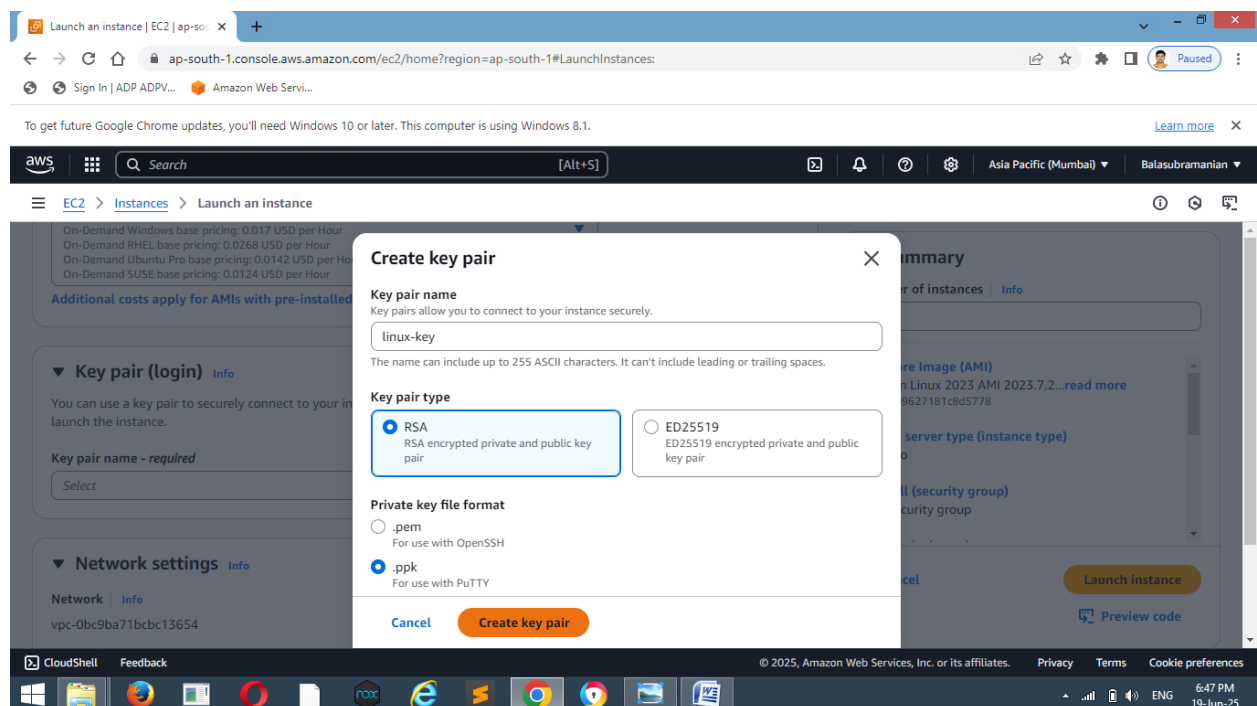 Launch an instance | EC2 | ap-sou
ap-south-1.console.aws.amazon.com/ec2/home?region=ap-south-1#LaunchInstances:
Paused
Sign In | ADP ADPV...
Amazon Web Servi...
To get future Google Chrome updates, you'll need Windows 10 or later. This computer is using Windows 8.1.
Learn more
aws
Search
[Alt+S]
Asia Pacific (Mumbai)
Balasubramanian
EC2 > Instances > Launch an instance
On-Demand Windows base pricing: 0.017 USD per Hour
On-Demand RHEL base pricing: 0.0268 USD per Hour
On-Demand Ubuntu Pro base pricing: 0.0142 USD per Ho
On-Demand SUSE base pricing: 0.0124 USD per Hour
Additional costs apply for AMIs with pre-installed
Key pair (login) Info
You can use a key pair to securely connect to your in
launch the instance.
Key pair name - required
Select
Network settings Info
Network Info
vpc-0bc9ba71bcbc13654
Create key pair
Key pair name
Key pairs allow you to connect to your instance securely.
linux-key
The name can include up to 255 ASCII characters. It can't include leading or trailing spaces.
Key pair type
RSA
RSA encrypted private and public key
pair
ED25519
ED25519 encrypted private and public
key pair
Private key file format
.pem
For use with OpenSSH
.ppk
For use with PuTTY
Cancel
Create key pair
mmary
r of instances Info
re Image (AMI)
n Linux 2023 AMI 2023.7.2...read more
9627181c8d5778
server type (instance type)
o
ll (security group)
curity group
cel
Launch instance
Preview code
CloudShell
Feedback
© 2025, Amazon Web Services, Inc. or its affiliates.
Privacy
Terms
Cookie preferences
nox
ENG
6:47 PM
19-Jun-25